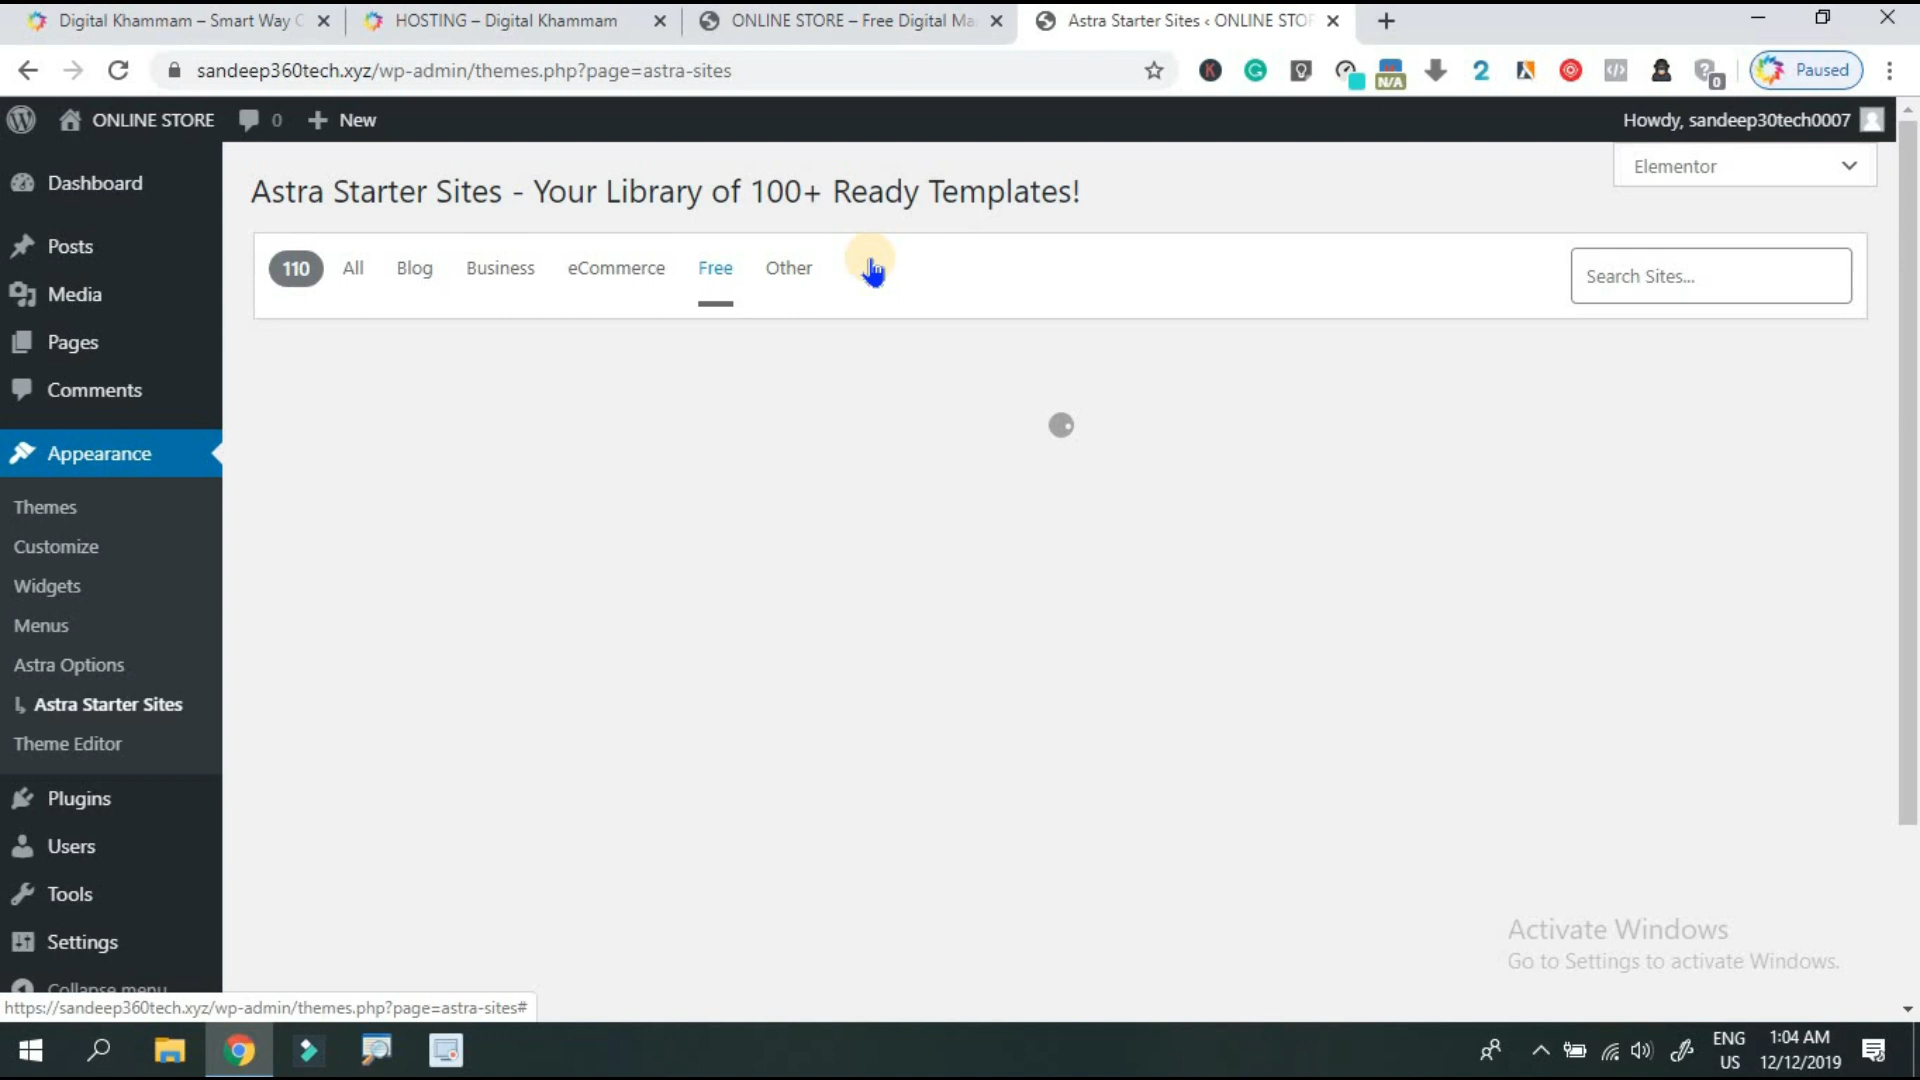 Digital Khammam – Smart Way C
HOSTING – Digital Khammam
ONLINE STORE – Free Digital Ma
Astra Starter Sites ‹ ONLINE STOR
sandeep360tech.xyz/wp-admin/themes.php?page=astra-sites
N/A
2
0
Paused
ONLINE STORE
0
New
Howdy, sandeep30tech0007
Elementor
Dashboard
Posts
Media
Pages
Comments
Appearance
Themes
Customize
Widgets
Menus
Astra Options
Astra Starter Sites
Theme Editor
Plugins
Users
Tools
Settings
Collapse menu
Astra Starter Sites - Your Library of 100+ Ready Templates!
110
All
Blog
Business
eCommerce
Free
Other
Search Sites...
Activate Windows
Go to Settings to activate Windows.
https://sandeep360tech.xyz/wp-admin/themes.php?page=astra-sites#
ENG
US
1:04 AM
12/12/2019